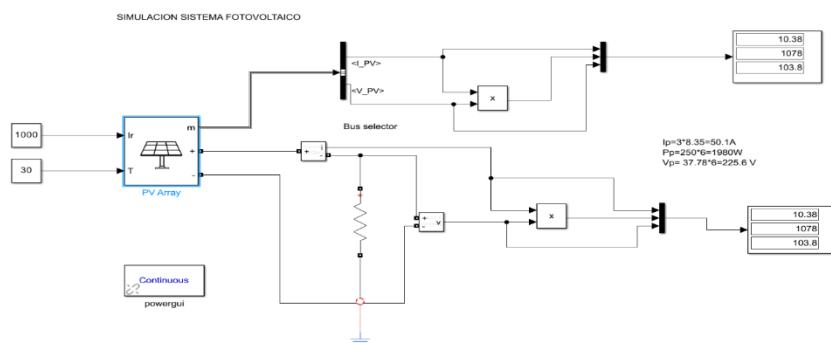 SIMULACION SISTEMA FOTOVOLTAICO
<I_PV>
<V_PV>
x
10.38
1078
103.8
Bus selector
1000
30
Ir
T
m
+
-
PV Array
+
i
-
+
-
v
x
Ip=3*8.35=50.1A
Pp=250*6=1980W
Vp= 37.78*6=225.6 V
10.38
1078
103.8
+
Continuous
powergui